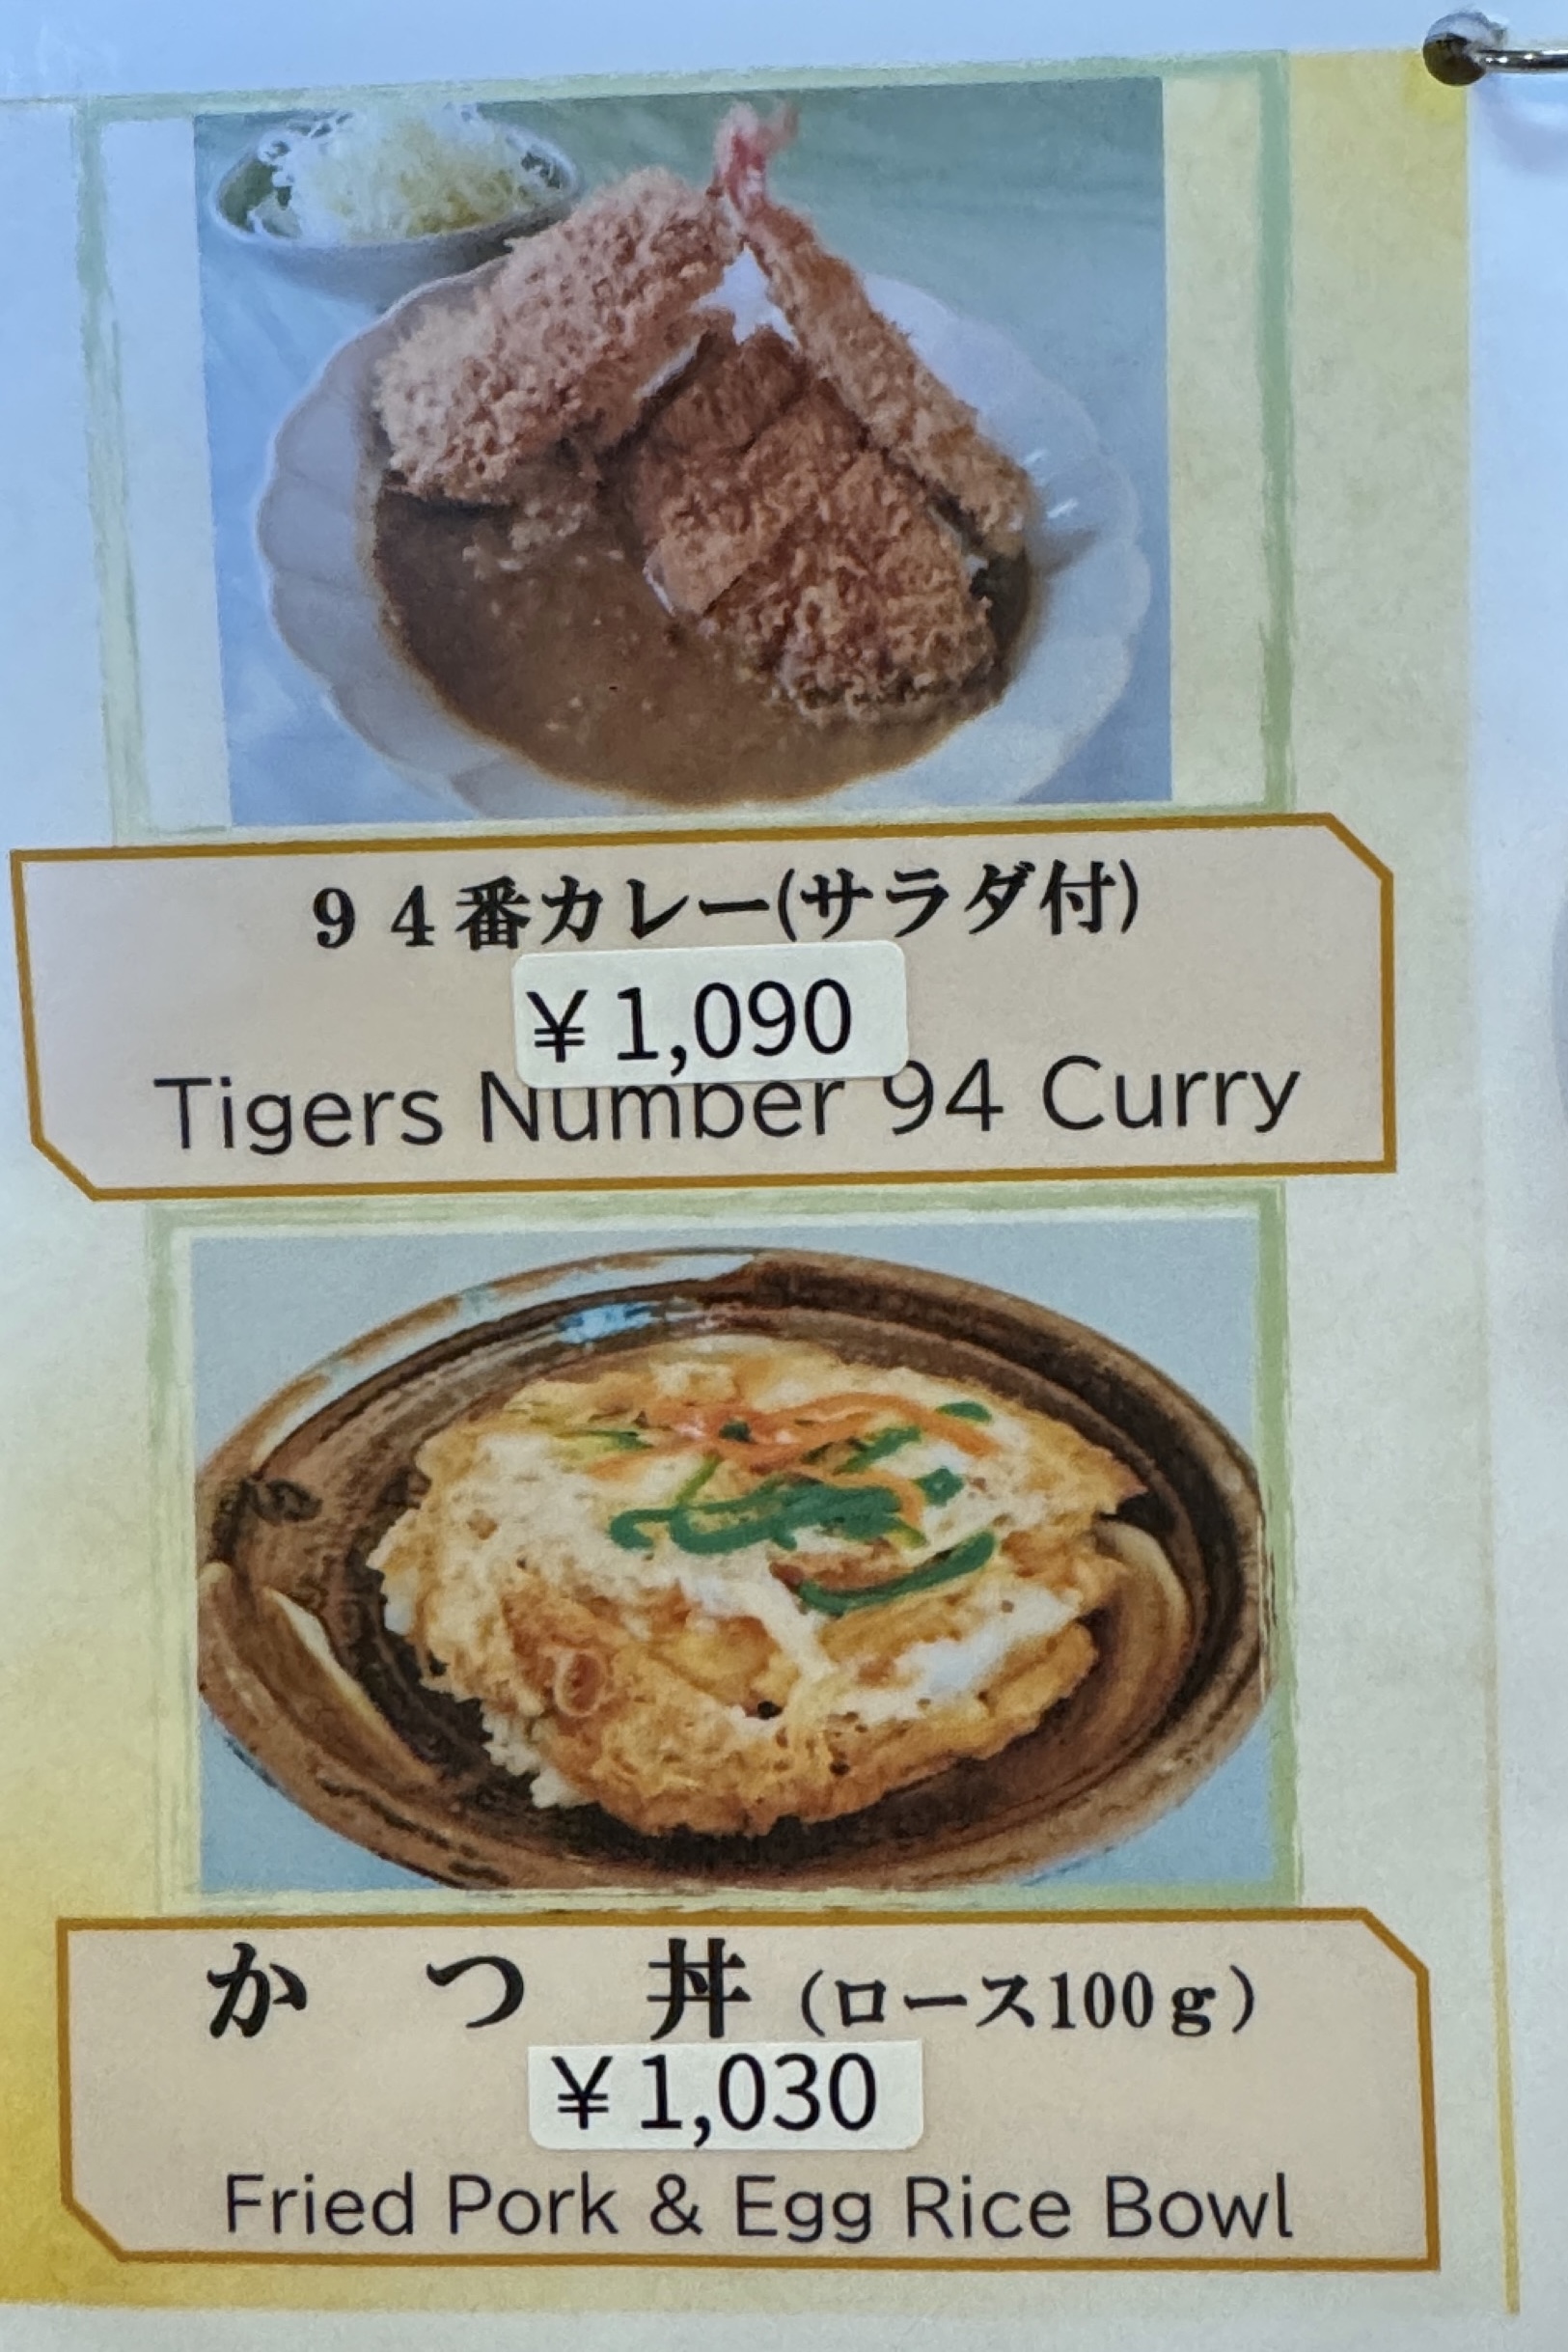 ９４番カレー(サラダ付)
¥1,090
Tigers Number 94 Curry
かつ丼（ロース100ｇ）
¥1,030
Fried Pork & Egg Rice Bowl